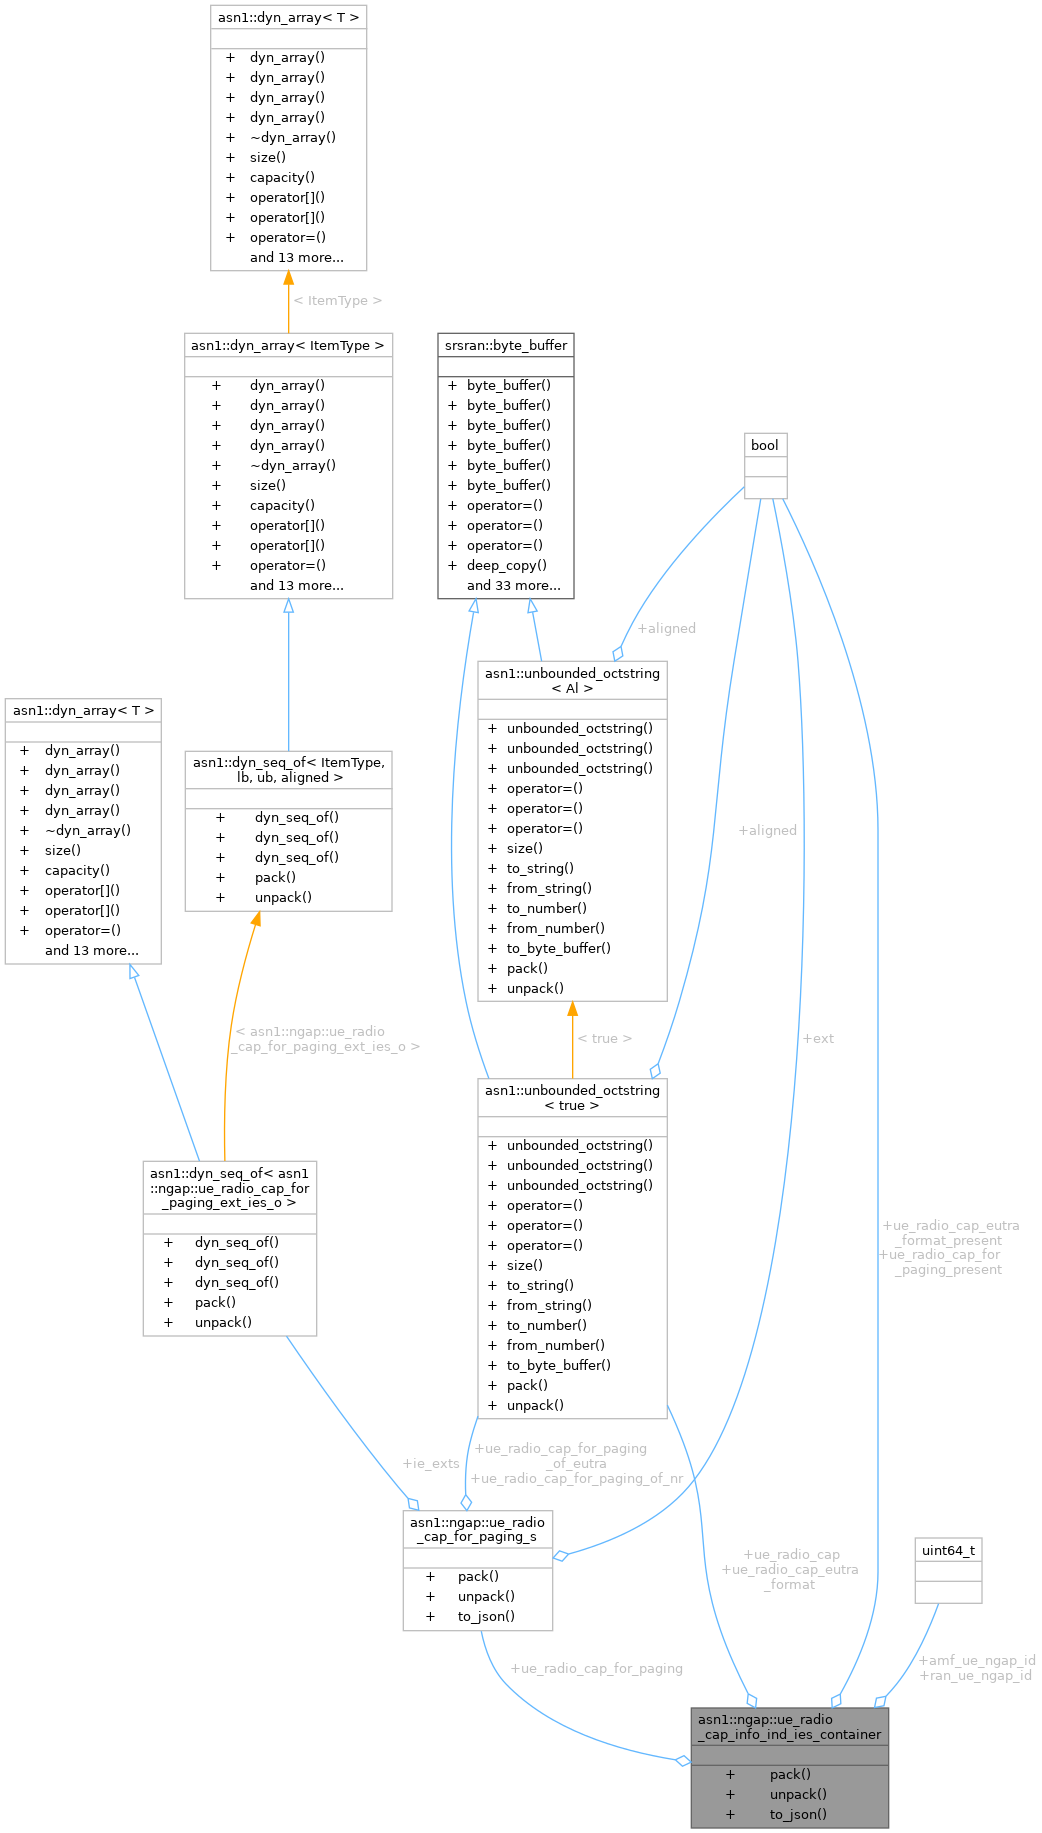 asn1::dyn_array< T >
+ dyn_array()
+ dyn_array()
+ dyn_array()
+ dyn_array()
+ ~dyn_array()
+ size()
+ capacity()
+ operator[]()
+ operator[]()
+ operator=()
and 13 more...
< ItemType >
asn1::dyn_array< ItemType >
+ dyn_array()
+ dyn_array()
+ dyn_array()
+ dyn_array()
+ ~dyn_array()
+ size()
+ capacity()
+ operator[]()
+ operator[]()
+ operator=()
and 13 more...
srsran::byte_buffer
+ byte_buffer()
+ byte_buffer()
+ byte_buffer()
+ byte_buffer()
+ byte_buffer()
+ byte_buffer()
+ operator=()
+ operator=()
+ operator=()
+ deep_copy()
and 33 more...
bool
+aligned
asn1::unbounded_octstring
< Al >
+ unbounded_octstring()
+ unbounded_octstring()
+ unbounded_octstring()
+ operator=()
+ operator=()
+ operator=()
+ size()
+ to_string()
+ from_string()
+ to_number()
+ from_number()
+ to_byte_buffer()
+ pack()
+ unpack()
asn1::dyn_array< T >
+ dyn_array()
+ dyn_array()
+ dyn_array()
+ dyn_array()
+ ~dyn_array()
+ size()
+ capacity()
+ operator[]()
+ operator[]()
+ operator=()
and 13 more...
asn1::dyn_seq_of< ItemType,
lb, ub, aligned >
+ dyn_seq_of()
+ dyn_seq_of()
+ dyn_seq_of()
+ pack()
+ unpack()
+aligned
< asn1::ngap::ue_radio
_cap_for_paging_ext_ies_o >
< true >
+ext
asn1::unbounded_octstring
< true >
+ unbounded_octstring()
+ unbounded_octstring()
+ unbounded_octstring()
+ operator=()
+ operator=()
+ operator=()
+ size()
+ to_string()
+ from_string()
+ to_number()
+ from_number()
+ to_byte_buffer()
+ pack()
+ unpack()
asn1::dyn_seq_of< asn1
::ngap::ue_radio_cap_for
_paging_ext_ies_o >
+ dyn_seq_of()
+ dyn_seq_of()
+ dyn_seq_of()
+ pack()
+ unpack()
+ue_radio_cap_eutra
_format_present
+ue_radio_cap_for
_paging_present
+ie_exts
+ue_radio_cap_for_paging
_of_eutra
+ue_radio_cap_for_paging_of_nr
asn1::ngap::ue_radio
_cap_for_paging_s
+ pack()
+ unpack()
+ to_json()
+ue_radio_cap
+ue_radio_cap_eutra
_format
uint64_t
+ue_radio_cap_for_paging
+amf_ue_ngap_id
+ran_ue_ngap_id
asn1::ngap::ue_radio
_cap_info_ind_ies_container
+ pack()
+ unpack()
+ to_json()